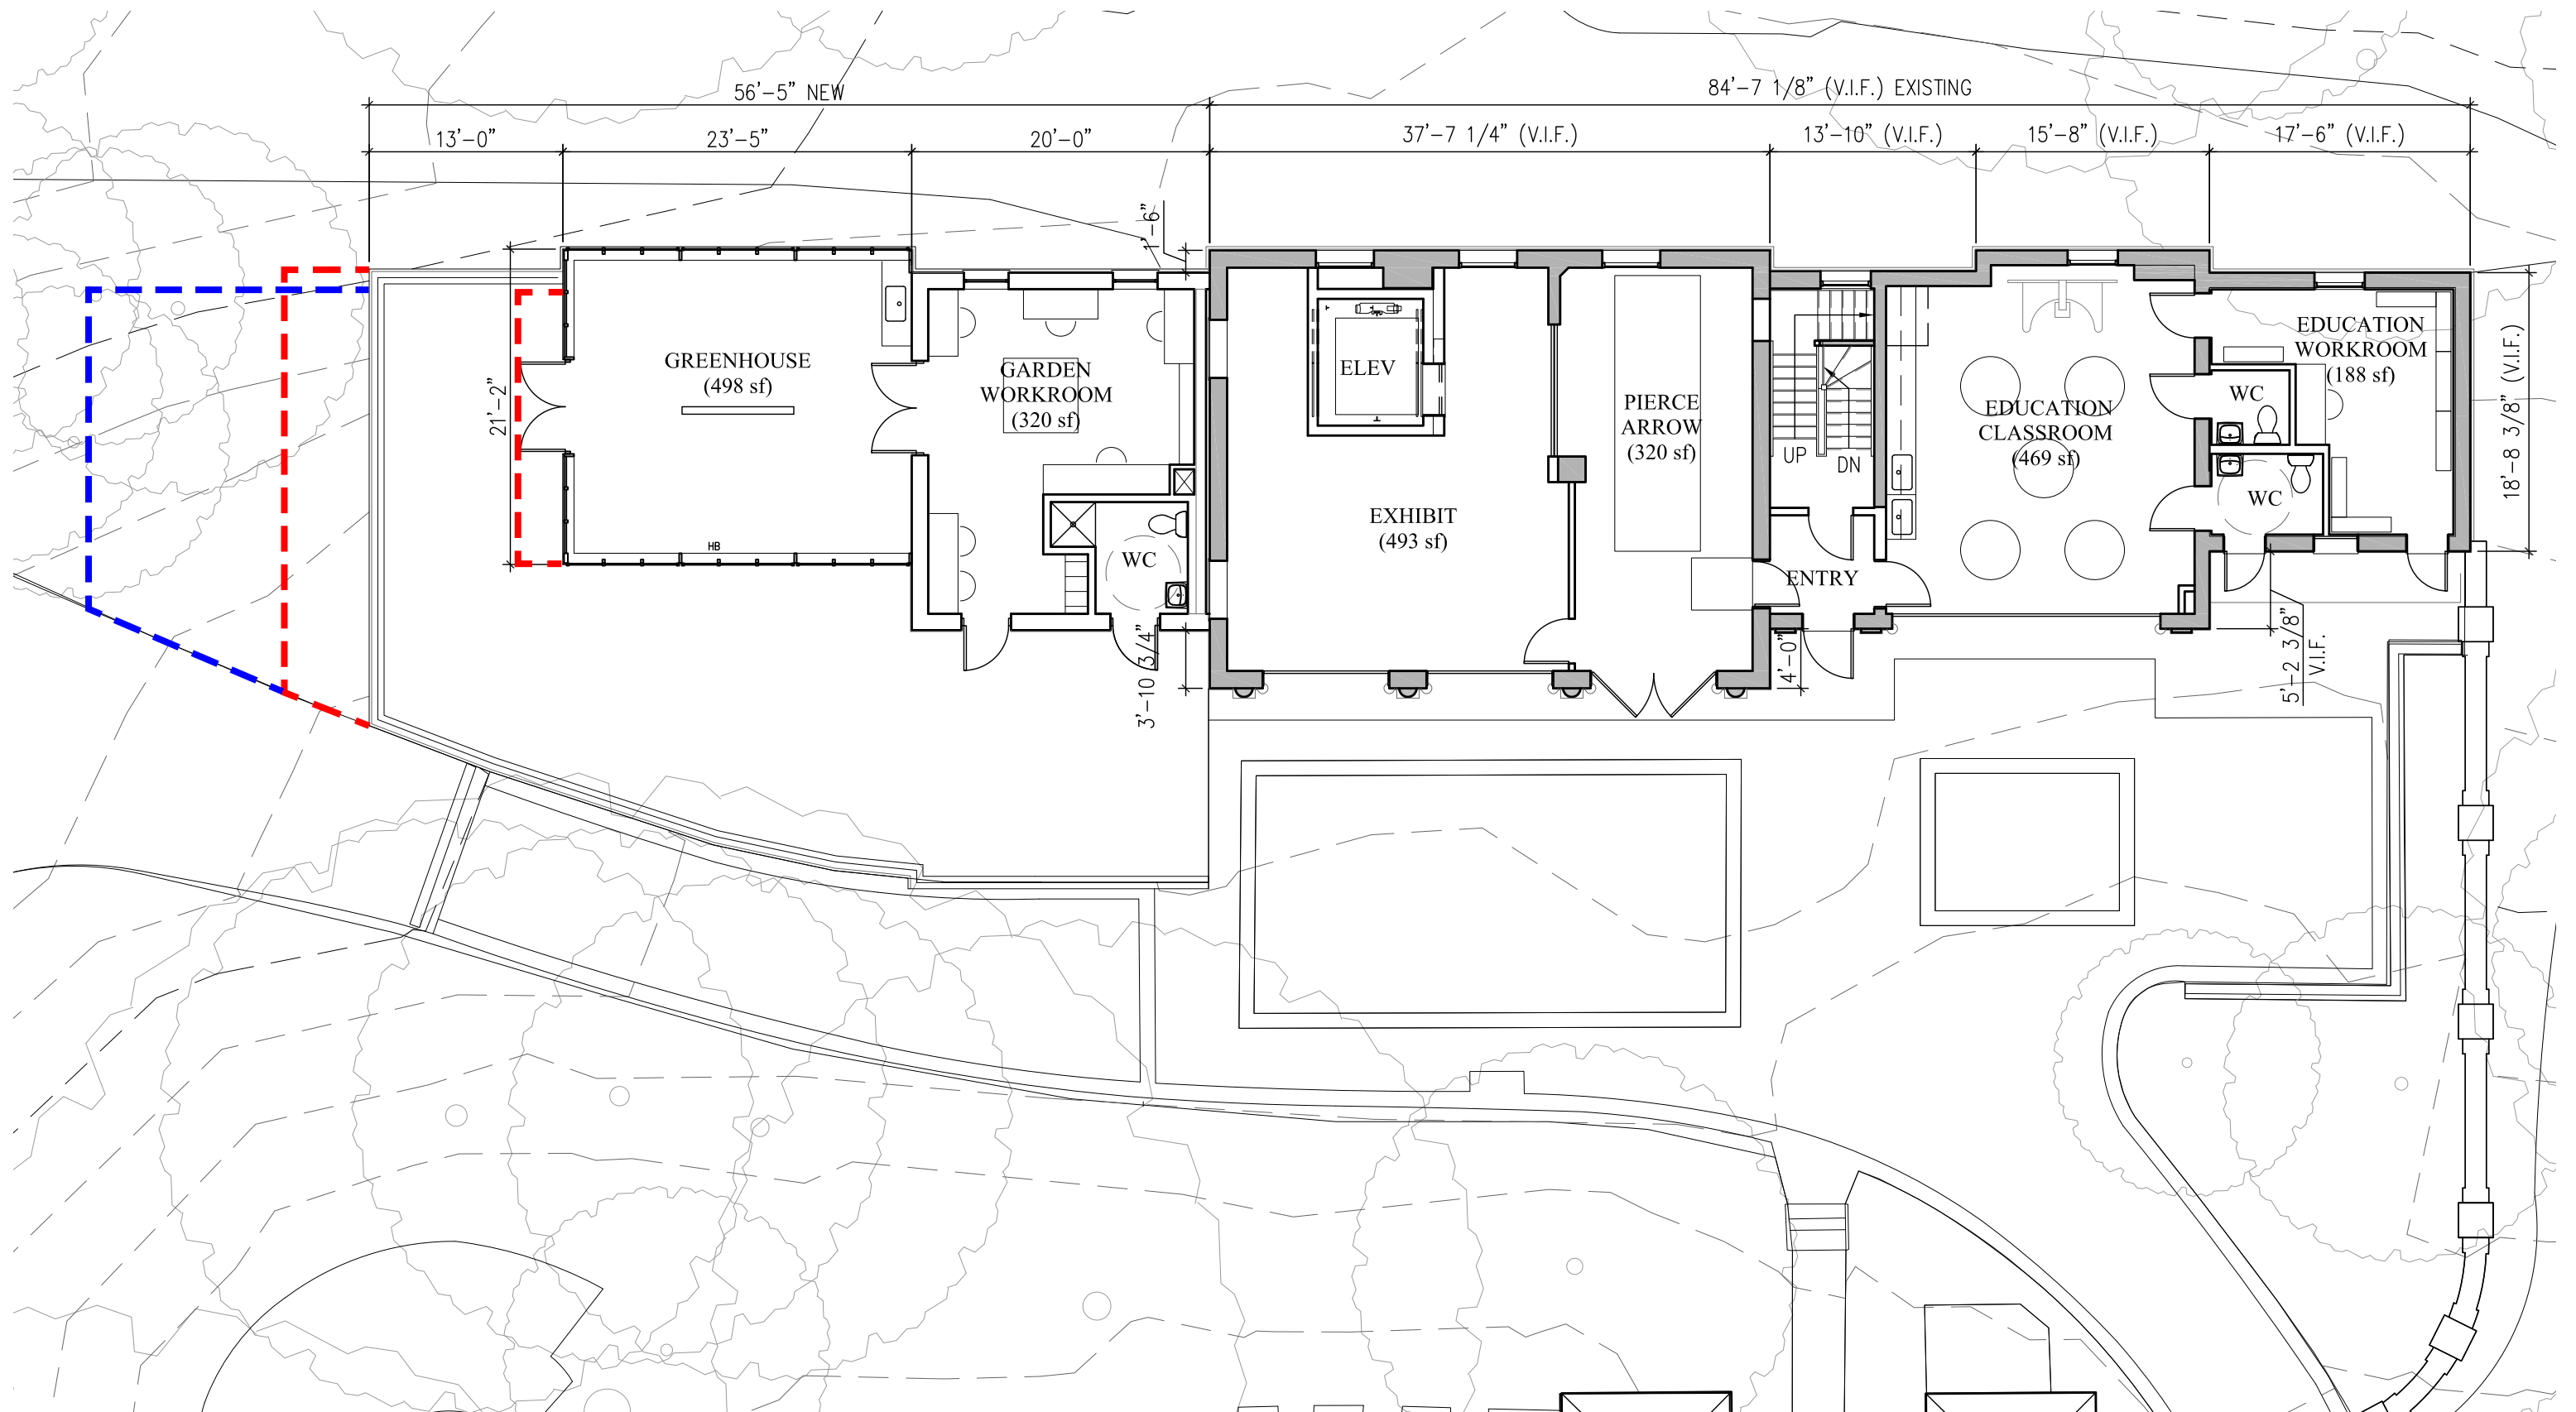 56'-5" NEW
84'-7 1/8" (V.I.F.) EXISTING
13'-0"
23'-5"
20'-0"
37'-7 1/4" (V.I.F.)
13'-10" (V.I.F.)
15'-8" (V.I.F.)
17'-6" (V.I.F.)
1'-6"
21'-2"
GREENHOUSE
(498 sf)
HB
GARDEN
WORKROOM
(320 sf)
WC
3'-10 3/4"
ELEV
EXHIBIT
(493 sf)
PIERCE
ARROW
(320 sf)
UP
DN
ENTRY
4'-0"
EDUCATION
CLASSROOM
(469 sf)
EDUCATION
WORKROOM
(188 sf)
WC
WC
18'-8 3/8" (V.I.F.)
5'-2 3/8"
V.I.F.